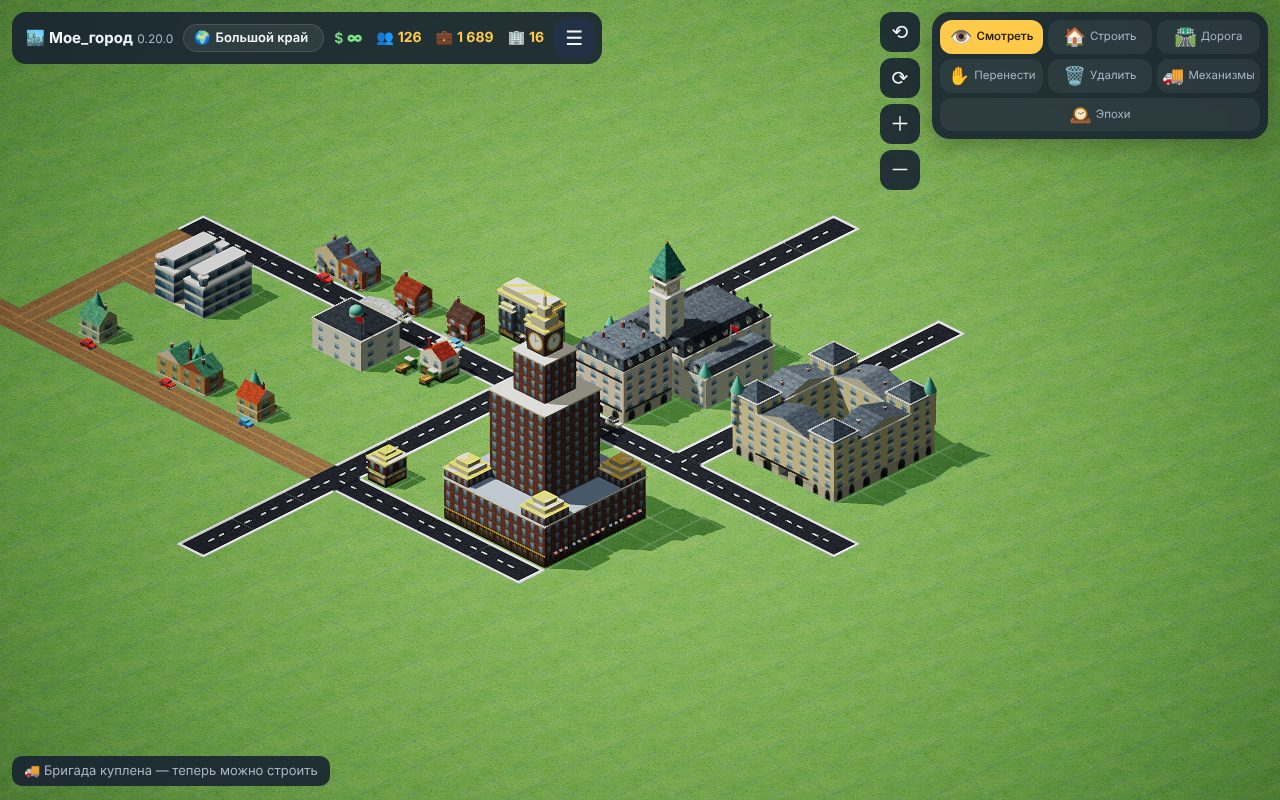 Мое_город 0.20.0
Большой край
$ ∞
126
1 689
16
Смотреть
Строить
Дорога
Перенести
Удалить
Механизмы
Эпохи
Бригада куплена — теперь можно строить